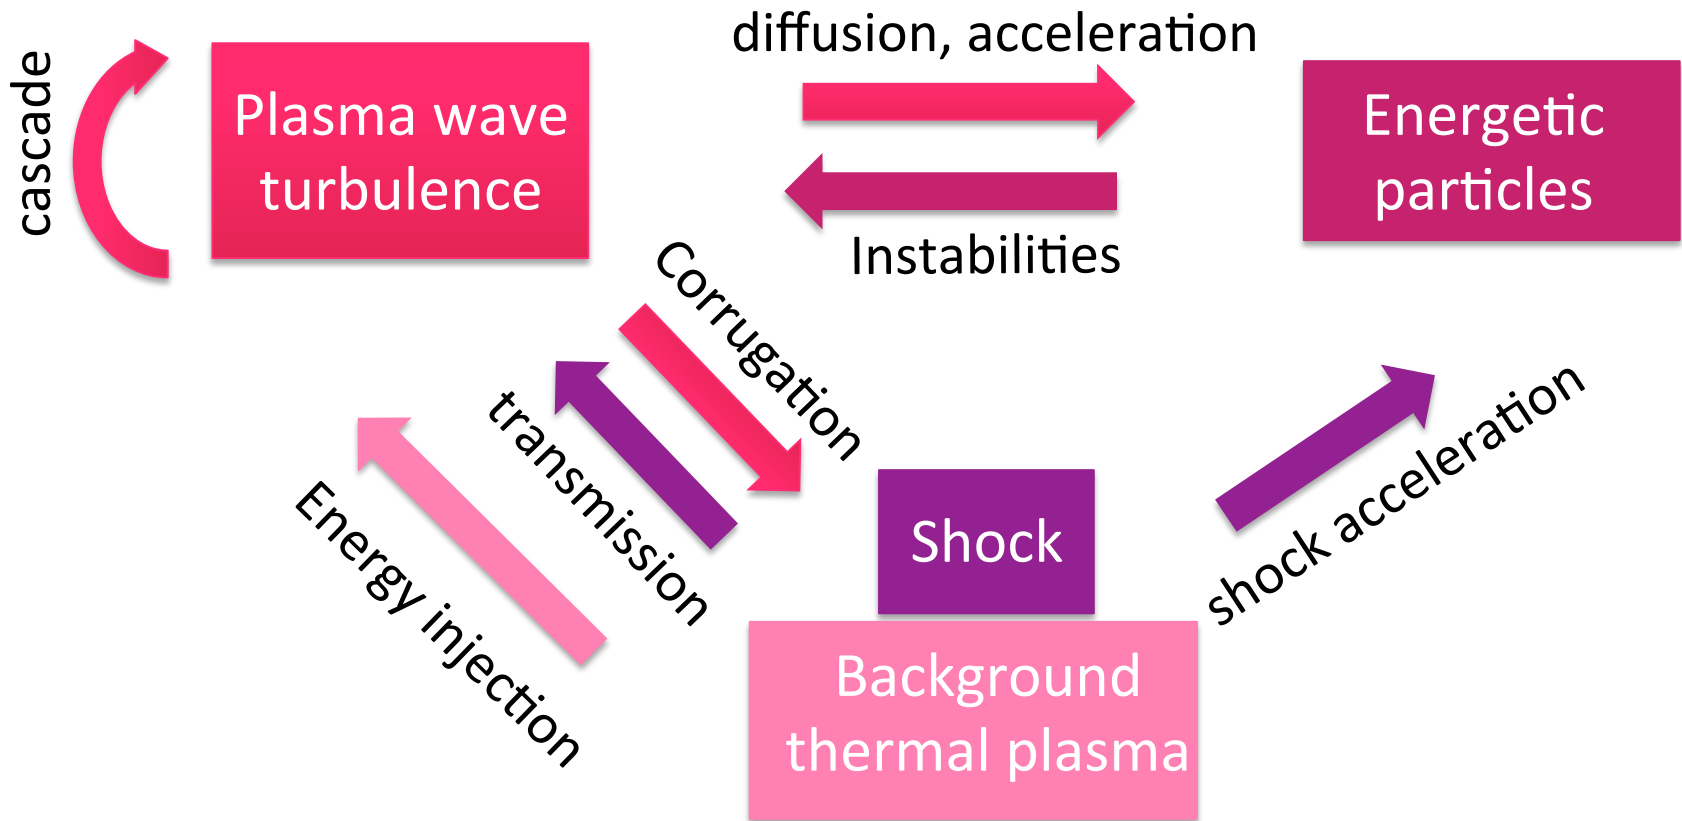 cascade
Plasma wave
turbulence
diffusion, acceleration
Instabilities
Energetic
particles
Corrugation
transmission
Energy injection
Shock
shock acceleration
Background
thermal plasma